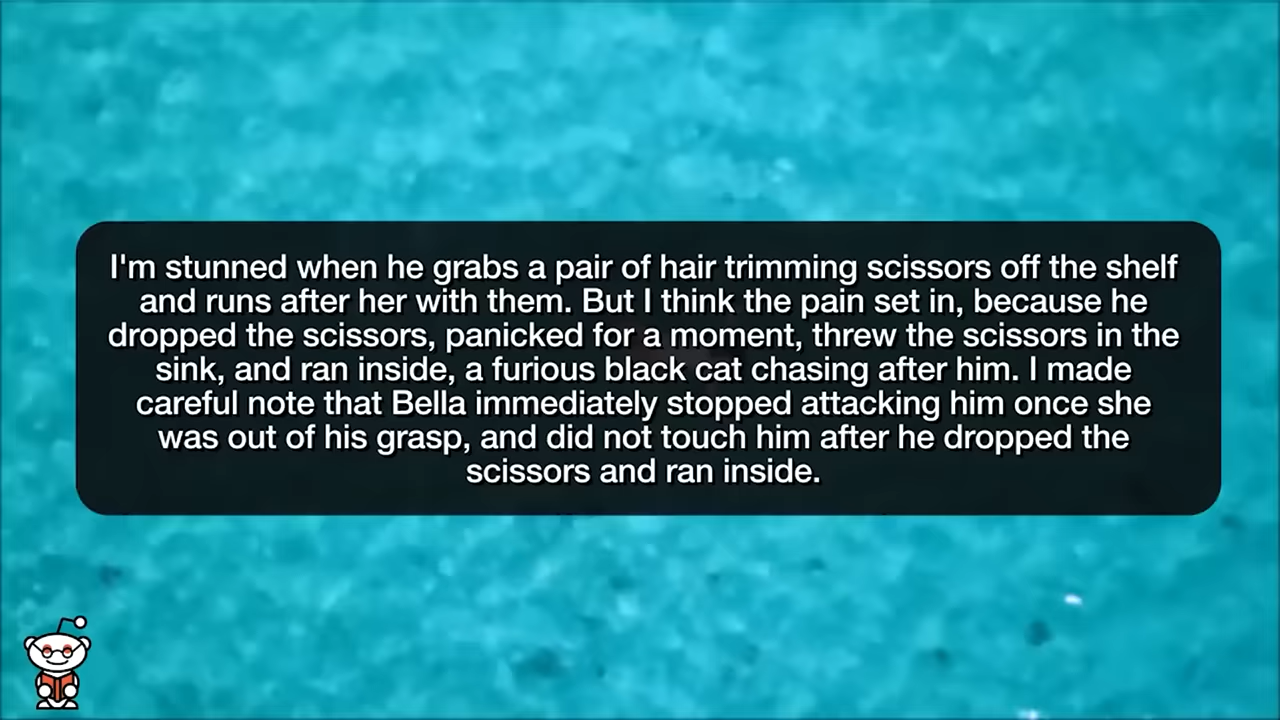 I'm stunned when he grabs a pair of hair trimming scissors off the shelf
and runs after her with them. But I think the pain set in, because he
dropped the scissors, panicked for a moment, threw the scissors in the
sink, and ran inside, a furious black cat chasing after him. I made
careful note that Bella immediately stopped attacking him once she
was out of his grasp, and did not touch him after he dropped the
scissors and ran inside.